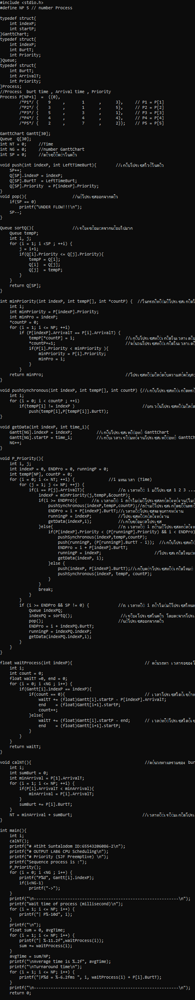 #include <stdio.h>
#define NP 5 // number Process

typedef struct{
    int indexP;
    int startP;
}GanttChart;
typedef struct{
    int indexP;
    int BurtT;
    int Priority;
}Queue;
typedef struct{
    int BurtT;
    int ArrivalT;
    int Priority;
}Process;
//Process  burt time , Arrival time , Priority
Process P[NP+1]  =  {{0},
        /*P1*/ {    9     ,       1      ,      3},     // P1 = P[1]
        /*P2*/ {    3     ,       1      ,      5},     // P2 = P[2]
        /*P3*/ {    5     ,       3      ,      1},     // P3 = P[3]
        /*P4*/ {    4     ,       4      ,      4},     // P4 = P[4]
        /*P5*/ {    2     ,       7      ,      2}};    // P5 = P[5]

GanttChart Gantt[30];
Queue  Q[30];
int NT = 0;     //Time
int NG = 0;     //number GanttChart
int SP = 0;     //ตัวชี้ค่าในคิว

void push(int indexP, int LeftTimeBurt){        //เก็บโปรเซสไว้ในคิว
    SP++;
    Q[SP].indexP = indexP;
    Q[SP].BurtT  = LeftTimeBurt;
    Q[SP].Priority  = P[indexP].Priority;
}
void pop(){                   //นำโปรเซสออกจากคิว
    if(SP == 0)
        printf("UNDER FLOW!!!\n");
    SP--;
}

Queue sortQ(){                //เรียงข้อมูลจากน้อยไปมาก
    Queue tempP;
    int i, j;
    for (i = 1; i <SP ; ++i) {
        j = i+1;
        if(Q[i].Priority <= Q[j].Priority){
            tempP = Q[i];
            Q[i]  = Q[j];
            Q[j]  = tempP;
        }
    }
    return Q[SP];
}

int minPriority(int indexP, int tempP[], int *countP) {  //ในกรณีที่มีโปรเซสเกิดใ
    int i;
    int minPriority = P[indexP].Priority;
    int minPro = indexP;
    *countP = 0;
    for (i = 1; i <= NP; ++i)
        if (P[indexP].ArrivalT == P[i].ArrivalT) {
            tempP[*countP] = i;                     //เก็บโปรเซสที่เกิดในเวลาเดีย
            *countP+=1;                             //จำนวนโปรเซสที่เกิดในเวลาเดี
            if(P[i].Priority < minPriority ){
                minPriority = P[i].Priority;
                minPro = i;
            }
        }
    return minPro;                                  //โปรเซสที่มีลำดับความสำคัญส

}

void pushSynchronous(int indexP, int tempP[], int countP) {//เก็บโปรเซสที่เกิดพร้
    int i;
    for (i = 0; i < countP ; ++i)
        if(tempP[i] != indexP )                            //ยกเว้นโปรเซสที่มีลำด
            push(tempP[i],P[tempP[i]].BurtT);
}

void getData(int indexP, int time_i){
    Gantt[NG].indexP = indexP;          //เก็บโปรเซสเพื่อทำ GanttChart
    Gantt[NG].startP = time_i;          //เก็บเวลาเริ่มทำงานโปรเซสเพื่อทำ GanttCh
    NG++;
}

void P_Priority(){
    int i, j;
    int indexP = 0, ENDPro = 0, runningP = 0;
    int tempP[NP], countP = 0;
    for (i = 0; i <= NT; ++i) {              //i แทนเวลา (Time)
        for (j = 1; j <= NP; ++j) {
            if(i == P[j].ArrivalT){              //ณ เวลาที่ i มีโปรเซส 1 2 3 ...
                indexP = minPriority(j,tempP,&countP);
                if(i >= ENDPro){      //ณ เวลาที่ i ถ้าไม่มีโปรเซสกำลังทำงาน(ไม่
                    pushSynchronous(indexP,tempP,countP);//ถ้ามีโปรเซสเกิดขึ้นพร้
                    ENDPro = i + P[indexP].BurtT;//เวลาที่โปรเซสจะจบการทำงาน
                    runningP = indexP;           //โปรเซสที่กำลังทำงาน
                    getData(indexP,i);           //เก็บข้อมูลโปรเซส
                }else{                           //ณ เวลาที่ i ถ้ามีโปรเซสกำลังท
                    if(P[indexP].Priority < (P[runningP].Priority) && i < ENDPro)
                        pushSynchronous(indexP,tempP,countP);
                        push(runningP, (P[runningP].BurtT - i));  //เก็บโปรเซสที่
                        ENDPro = i + P[indexP].BurtT;
                        runningP = indexP;                      //โปรเซสเกิดใหม่ท
                        getData(indexP, i);
                    }else {
                        push(indexP, P[indexP].BurtT);//เก็บค่าโปรเซสที่เกิดใหม่
                        pushSynchronous(indexP, tempP, countP);
                    }
                }
                break;
            }
        }
        if (i >= ENDPro && SP != 0) {            //ณ เวลาที่ i ถ้าไม่มีโปรเซสไหนท
            Queue indexPQ;
            indexPQ = sortQ();                    //เรียงโปรเซสในคิว โดยดูจากโปรเ
            pop();                               //นำโปรเซสออกจากคิว
            ENDPro = i + indexPQ.BurtT;
            runningP = indexPQ.indexP;
            getData(indexPQ.indexP,i);
        }
    }
}

float waitProcess(int indexP){                              // คำนวณหา เวลารอของโ
    int i;
    int count = 0;
    float waitT =0, end = 0;
    for (i = 0; i <NG ; i++) {
        if(Gantt[i].indexP == indexP){
            if(count == 0){                                 // เวลาโปรเซสได้เข้าท
                waitT += (float)Gantt[i].startP - P[indexP].ArrivalT;
                end    = (float)Gantt[i+1].startP;
                count++;
            }else{
                waitT += (float)Gantt[i].startP - end;      // เวลาที่โปรเซสได้เข
                end    = (float)Gantt[i+1].startP;
            }
        }
    }
    return waitT;
}

void calNT(){                                               //คำนวณหาผลรวมของ bur
    int i;
    int sumBurt = 0;
    int minArrival = P[1].ArrivalT;
    for (i = 1; i <= NP; ++i) {
        if(P[i].ArrivalT < minArrival){
            minArrival = P[i].ArrivalT;
        }
        sumBurt += P[i].BurtT;
    }
    NT = minArrival + sumBurt;                             //เวลาที่เริ่มเกิดโปรเ
}

int main(){
    int i;
    calNT();
    printf("# Atiht Suntalodom ID:65543206086-2\n");
    printf("# OUTPUT LAB6 CPU Scheduling\n");
    printf("# Priority (SJF Preemptive) \n");
    printf("Sequence process is :");
    P_Priority();
    for (i = 0; i <NG ; i++) {
        printf("P%d", Gantt[i].indexP);
        if(i<NG-1)
            printf("->");
    }
    printf("\n------------------------------------------------------------\n");
    printf("Wait time of process (millisecond)\n");
    for (i = 1; i <= NP; i++) {
        printf("| P%-10d", i);
    }
    printf("\n");
    float sum = 0, avgTime;
    for (i = 1; i <= NP; i++) {
        printf("| %-11.2f",waitProcess(i));
        sum += waitProcess(i);
    }
    avgTime = sum/NP;
    printf("\nAverage time is %.2f", avgTime);
    printf("\nTurnaround time\n");
    for (i = 1; i <= NP; i++) {
        printf("|P%d = %-6.2fms ", i, waitProcess(i) + P[i].BurtT);
    }
    printf("\n------------------------------------------------------------\n");
    return 0;